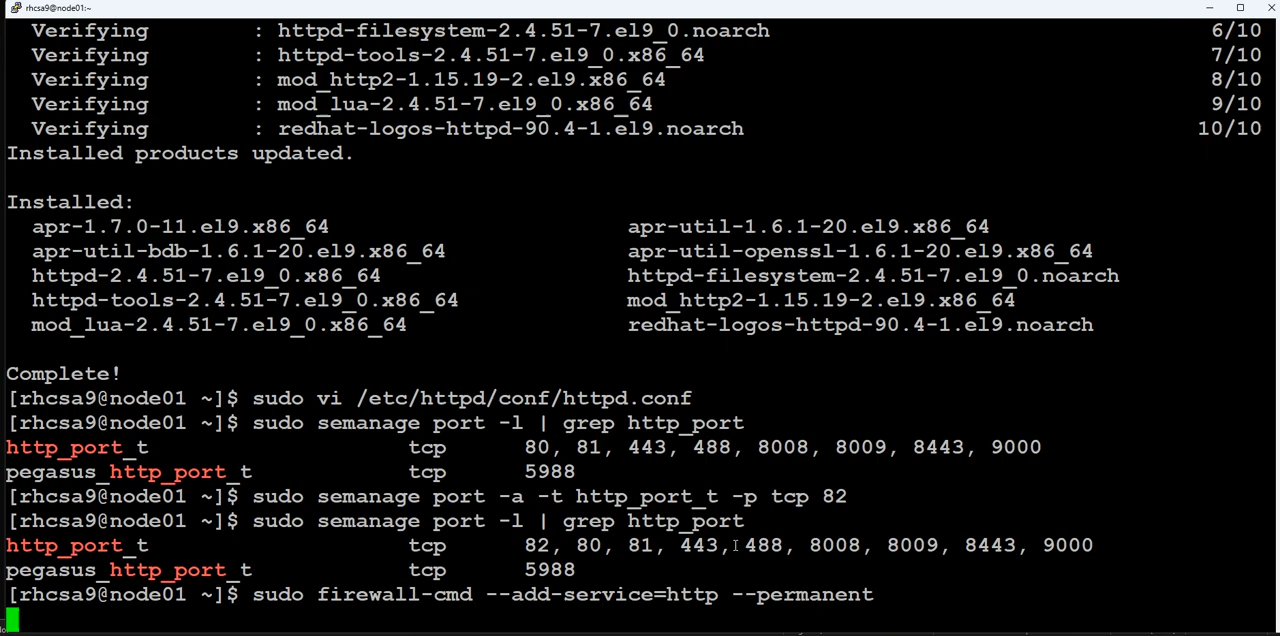 rhcsa9@node01:~
Verifying : httpd-filesystem-2.4.51-7.el9_0.noarch 6/10
Verifying : httpd-tools-2.4.51-7.el9_0.x86_64 7/10
Verifying : mod_http2-1.15.19-2.el9.x86_64 8/10
Verifying : mod_lua-2.4.51-7.el9_0.x86_64 9/10
Verifying : redhat-logos-httpd-90.4-1.el9.noarch 10/10
Installed products updated.
Installed:
apr-1.7.0-11.el9.x86_64 apr-util-1.6.1-20.el9.x86_64
apr-util-bdb-1.6.1-20.el9.x86_64 apr-util-openssl-1.6.1-20.el9.x86_64
httpd-2.4.51-7.el9_0.x86_64 httpd-filesystem-2.4.51-7.el9_0.noarch
httpd-tools-2.4.51-7.el9_0.x86_64 mod_http2-1.15.19-2.el9.x86_64
mod_lua-2.4.51-7.el9_0.x86_64 redhat-logos-httpd-90.4-1.el9.noarch
Complete!
[rhcsa9@node01 ~]$ sudo vi /etc/httpd/conf/httpd.conf
[rhcsa9@node01 ~]$ sudo semanage port -l | grep http_port
http_port_t tcp 80, 81, 443, 488, 8008, 8009, 8443, 9000
pegasus_http_port_t tcp 5988
[rhcsa9@node01 ~]$ sudo semanage port -a -t http_port_t -p tcp 82
[rhcsa9@node01 ~]$ sudo semanage port -l | grep http_port
http_port_t tcp 82, 80, 81, 443, 488, 8008, 8009, 8443, 9000
pegasus_http_port_t tcp 5988
[rhcsa9@node01 ~]$ sudo firewall-cmd --add-service=http --permanent